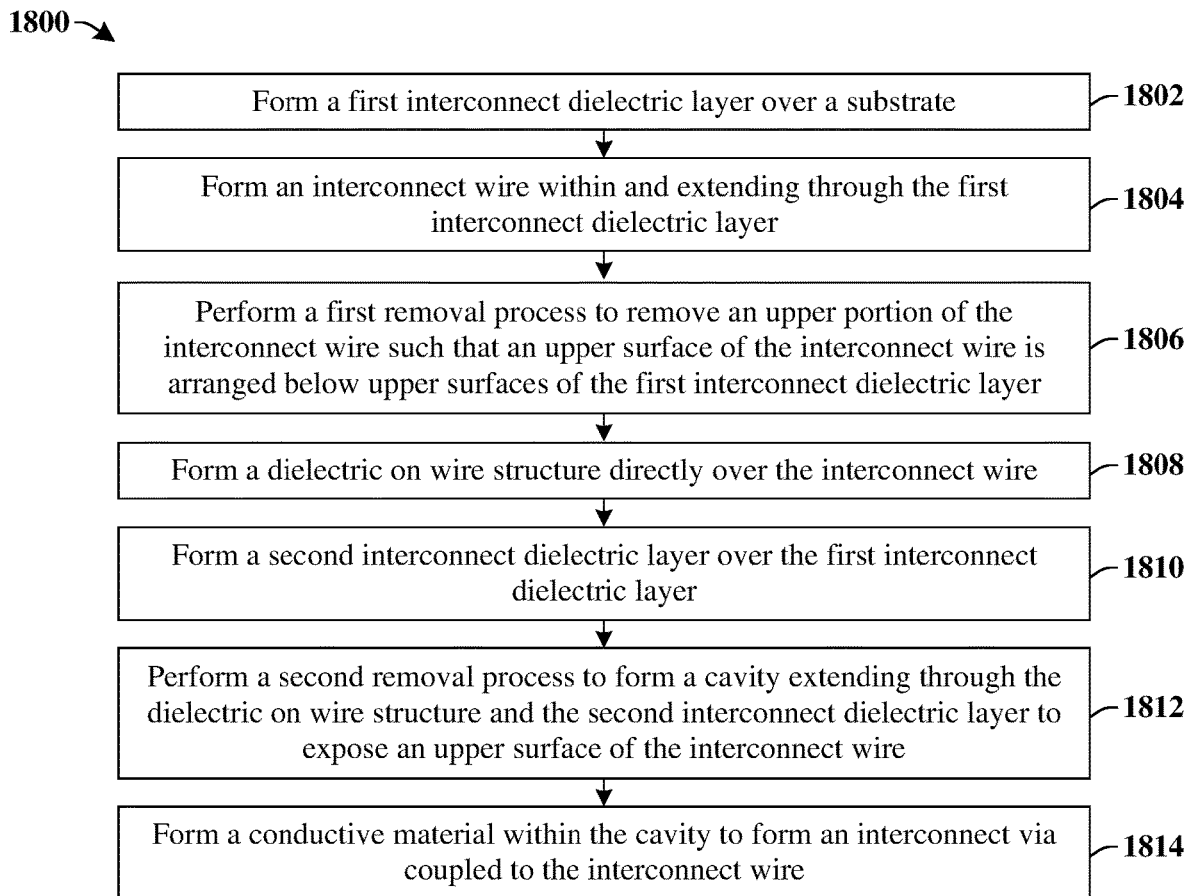 1800
Form a first interconnect dielectric layer over a substrate
1802
Form an interconnect wire within and extending through the first
interconnect dielectric layer
1804
Perform a first removal process to remove an upper portion of the
interconnect wire such that an upper surface of the interconnect wire is
arranged below upper surfaces of the first interconnect dielectric layer
1806
Form a dielectric on wire structure directly over the interconnect wire
1808
Form a second interconnect dielectric layer over the first interconnect
dielectric layer
1810
Perform a second removal process to form a cavity extending through the
dielectric on wire structure and the second interconnect dielectric layer to
expose an upper surface of the interconnect wire
1812
Form a conductive material within the cavity to form an interconnect via
coupled to the interconnect wire
1814